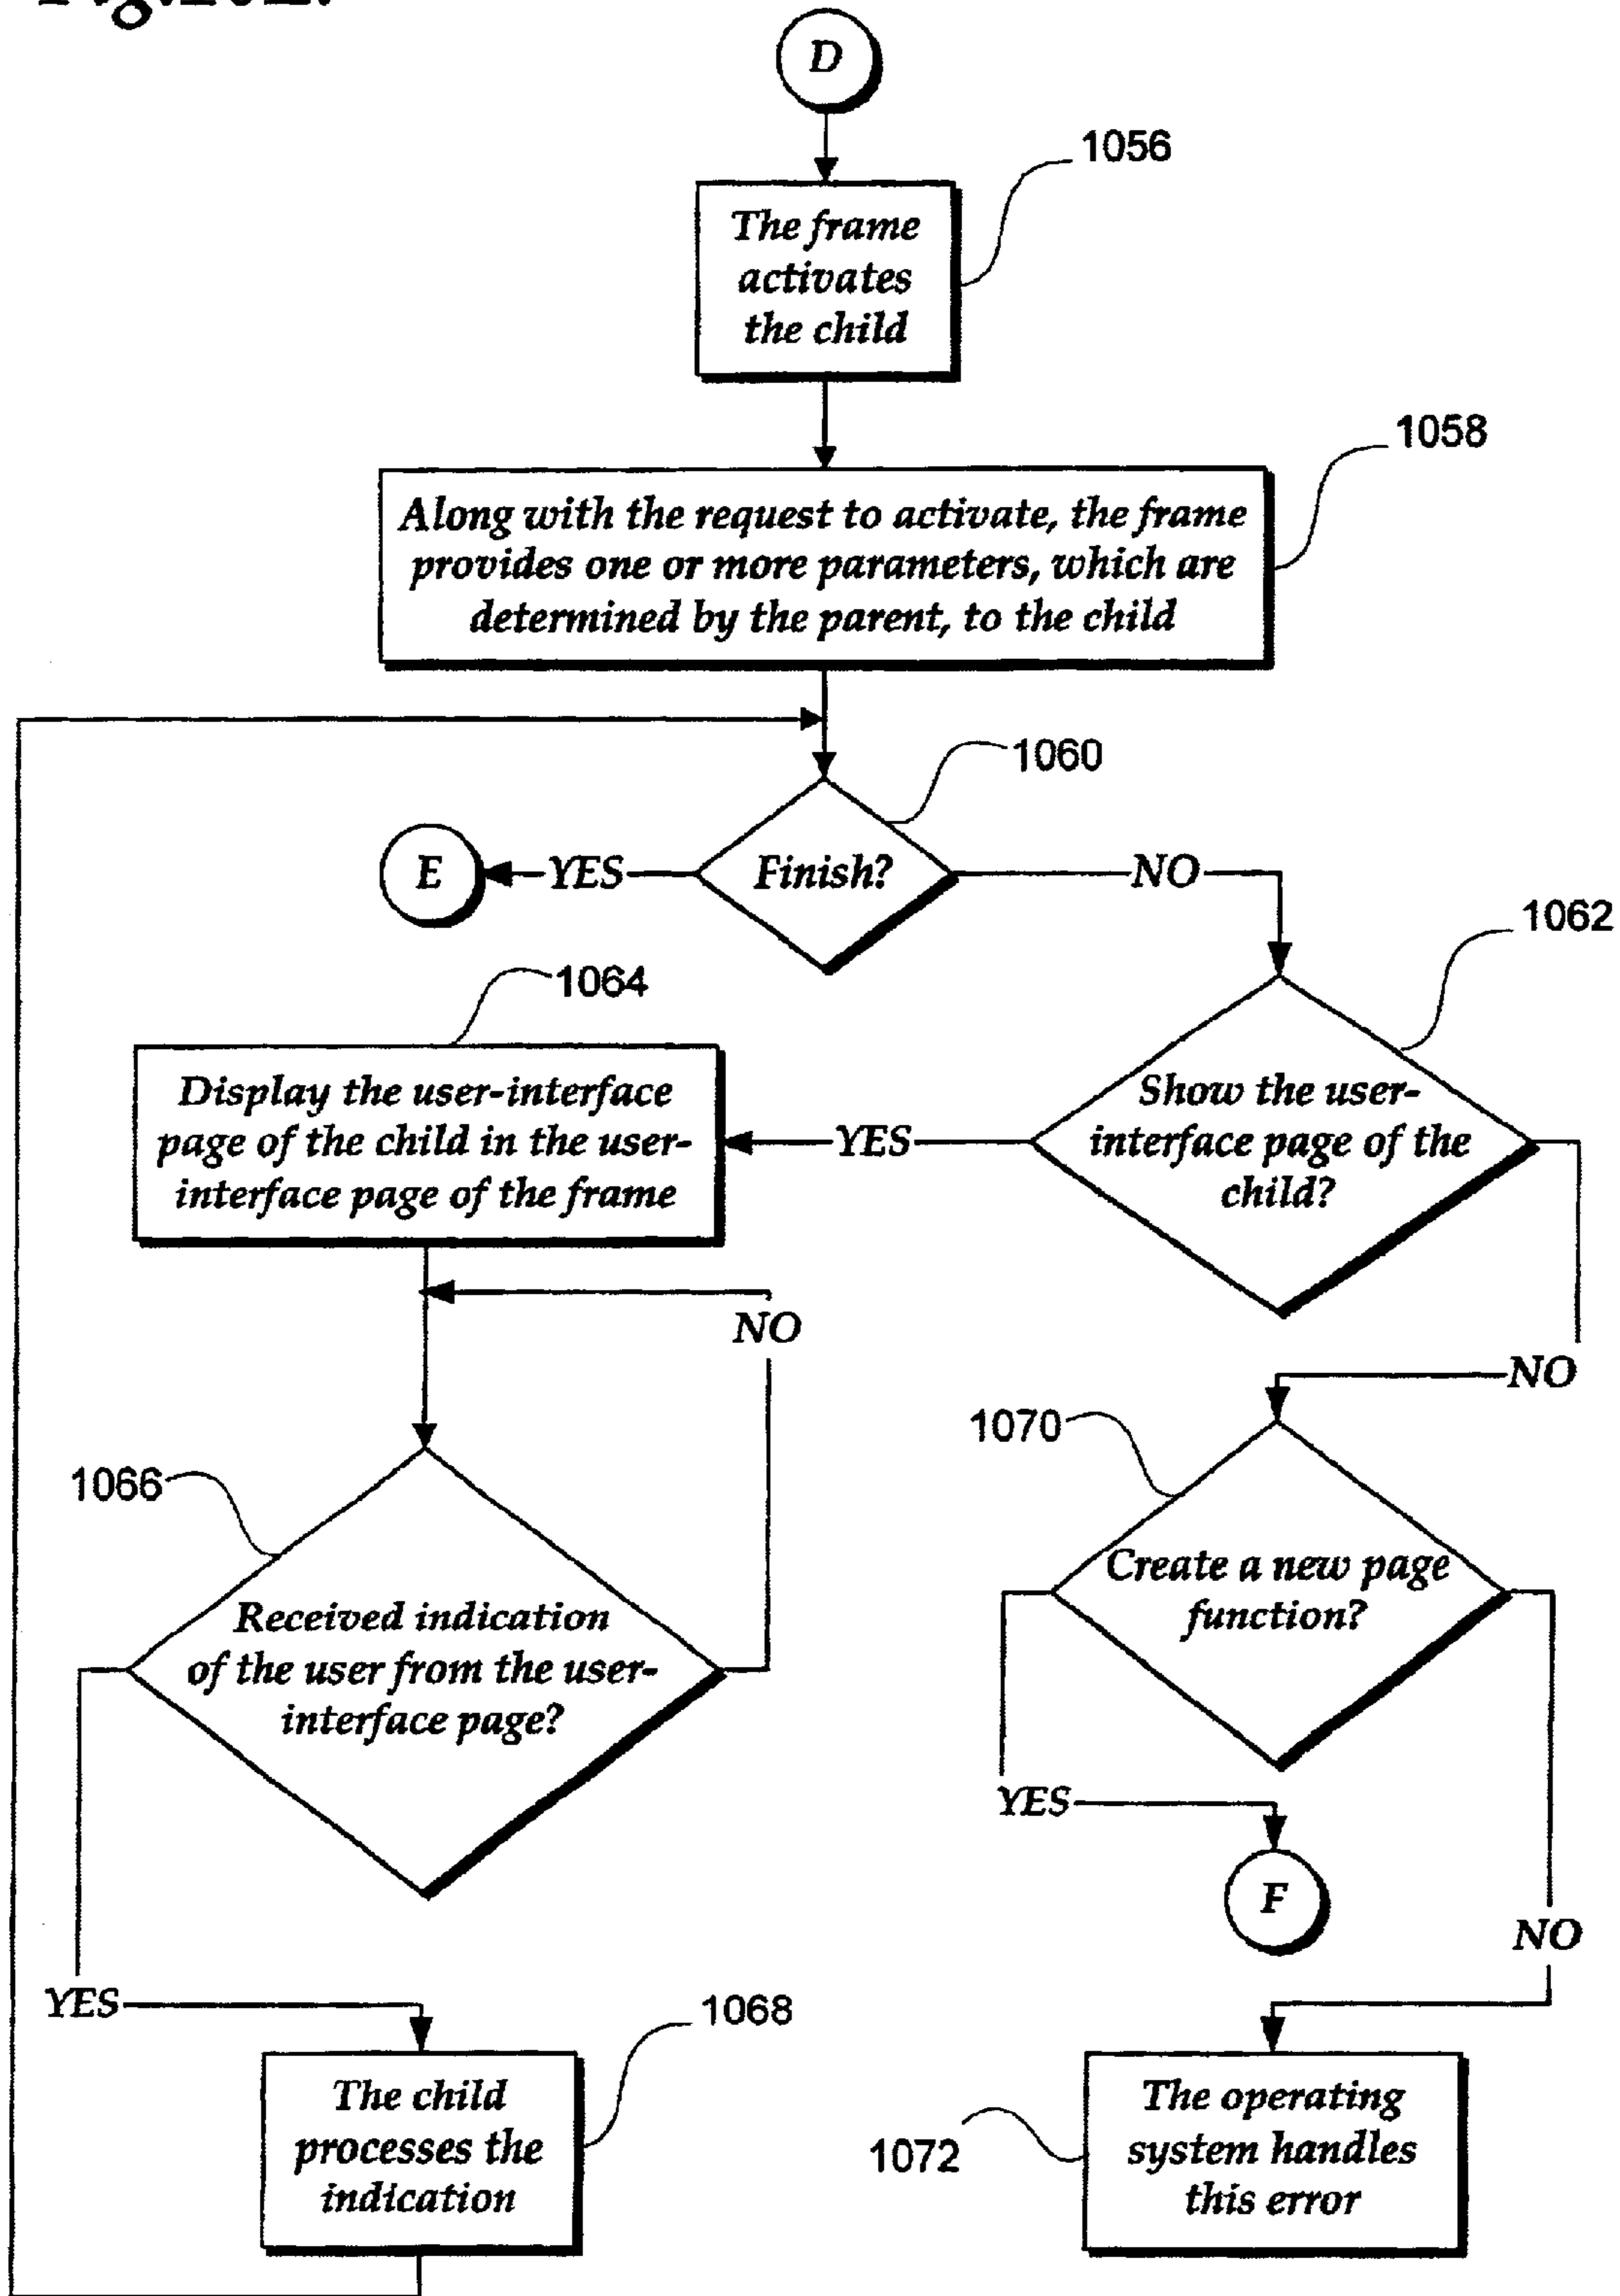 D
1056
The frame
activates
the child
1058
Along with the request to activate, the frame
provides one or more parameters, which are
determined by the parent, to the child
1060
E
YES
Finish?
NO
1062
1064
Display the user-interface
page of the child in the user-
interface page of the frame
YES
Show the user-
interface page of the
child?
NO
NO
1070
1066
Create a new page
function?
Received indication
of the user from the user-
interface page?
YES
F
NO
YES
1068
The child
processes the
indication
1072
The operating
system handles
this error